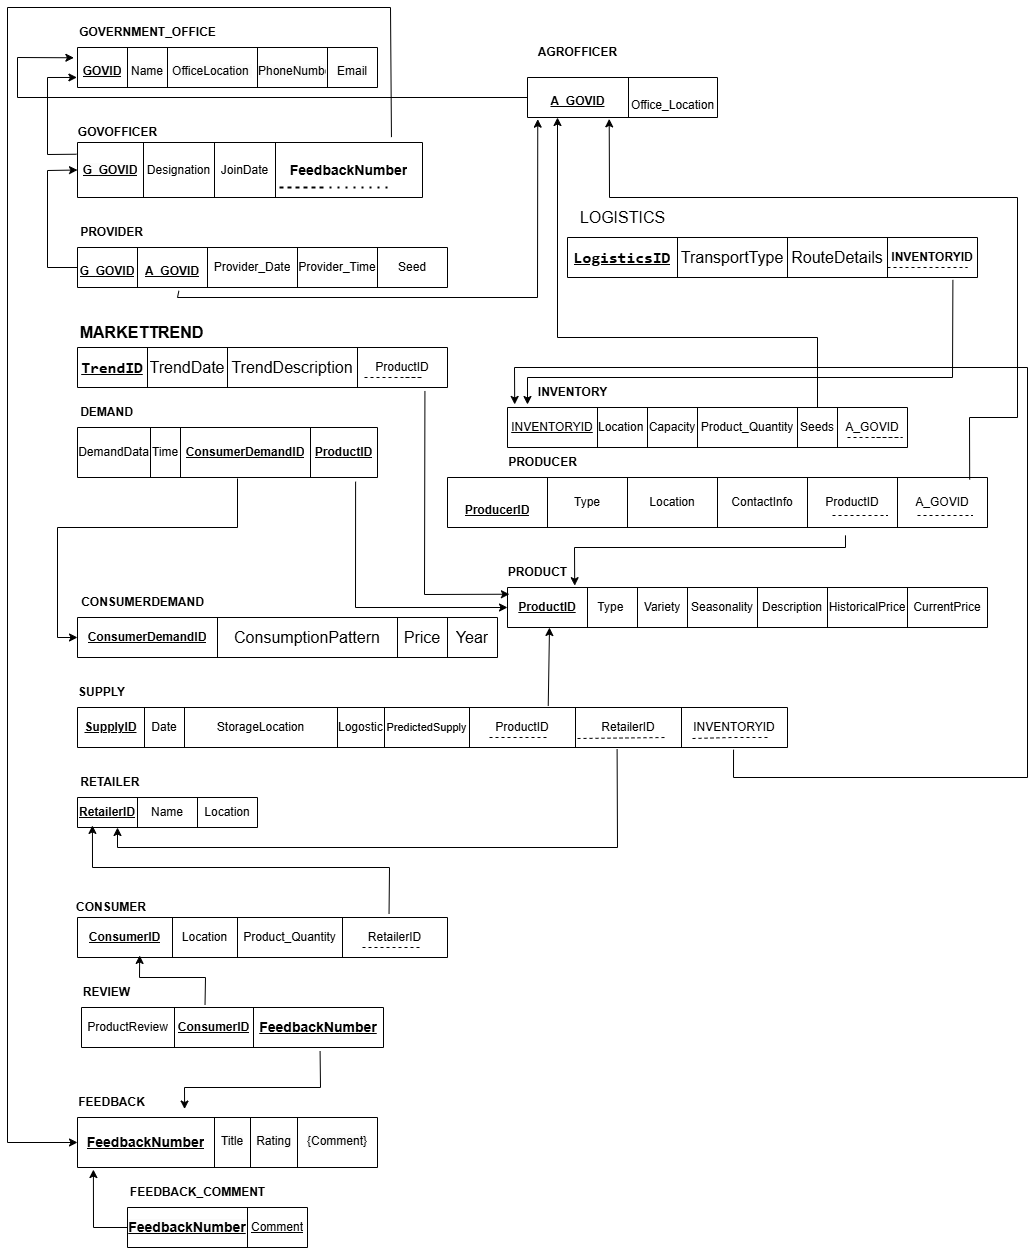 GOVERNMENT_OFFICE
GOVID Name OfficeLocation PhoneNumb Email
AGROFFICER
A_GOVID Office_Location
GOVOFFICER
G_GOVID Designation JoinDate FeedbackNumber
PROVIDER
G_GOVID A_GOVID Provider_Date Provider_Time Seed
LOGISTICS
LogisticsID TransportType RouteDetails INVENTORYID
MARKETTREND
TrendID TrendDate TrendDescription ProductID
DEMAND
DemandData Time ConsumerDemandID ProductID
INVENTORY
INVENTORYID Location Capacity Product_Quantity Seeds A_GOVID
PRODUCER
ProducerID Type Location ContactInfo ProductID A_GOVID
PRODUCT
ProductID Type Variety Seasonality Description HistoricalPrice CurrentPrice
CONSUMERDEMAND
ConsumerDemandID ConsumptionPattern Price Year
SUPPLY
SupplyID Date StorageLocation Logostic PredictedSupply ProductID RetailerID INVENTORYID
RETAILER
RetailerID Name Location
CONSUMER
ConsumerID Location Product_Quantity RetailerID
REVIEW
ProductReview ConsumerID FeedbackNumber
FEEDBACK
FeedbackNumber Title Rating {Comment}
FEEDBACK_COMMENT
FeedbackNumber Comment